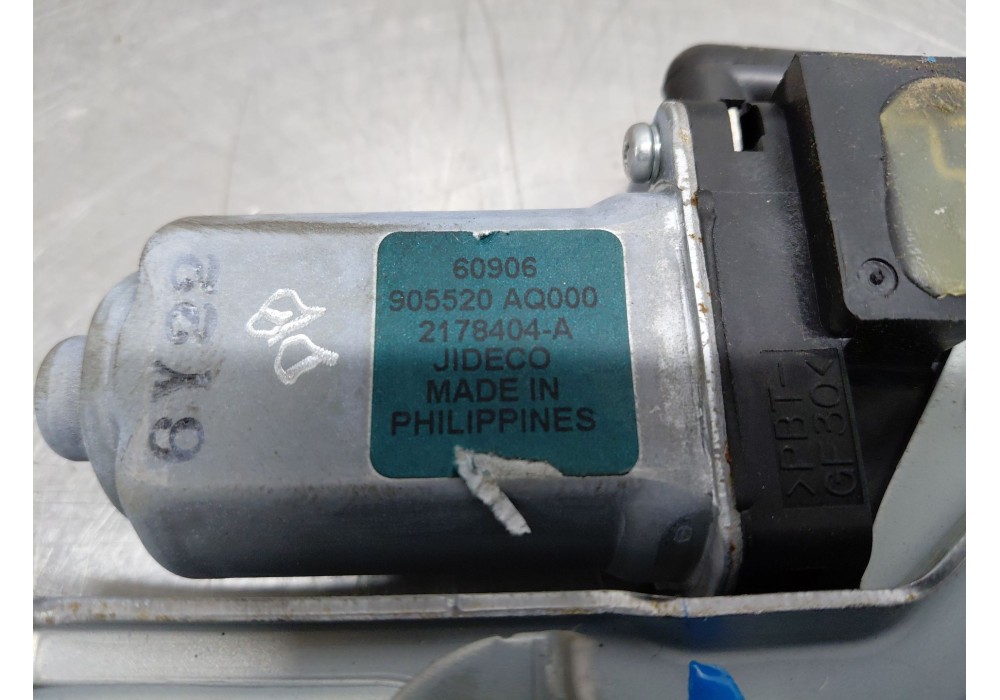 60906
905520 AQ000
2178404-A
JIDECO
MADE IN
PHILIPPINES
6Y22
>PBT-
GF30<